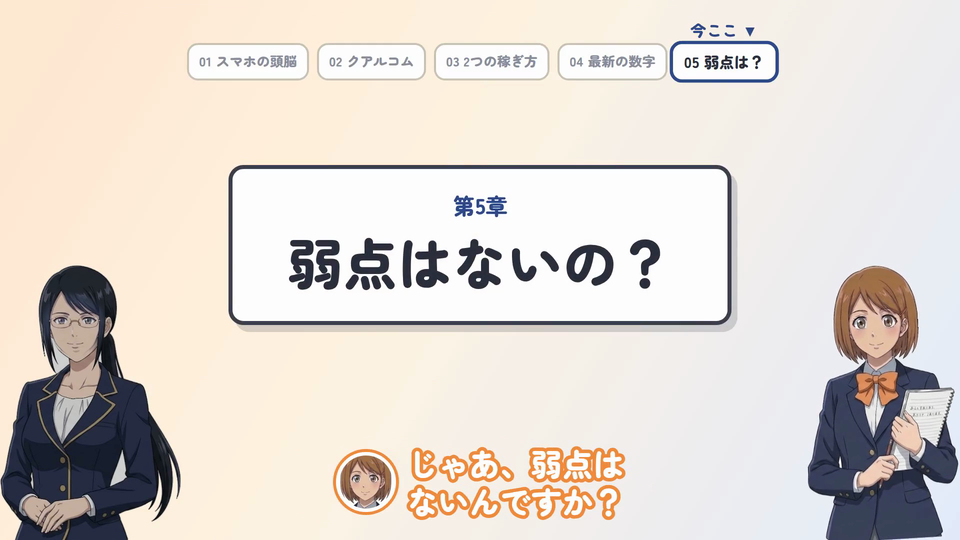 今ここ ▼
01 スマホの頭脳
02 クアルコム
03 2つの稼ぎ方
04 最新の数字
05 弱点は？
第5章
弱点はないの？
じゃあ、弱点は
ないんですか？